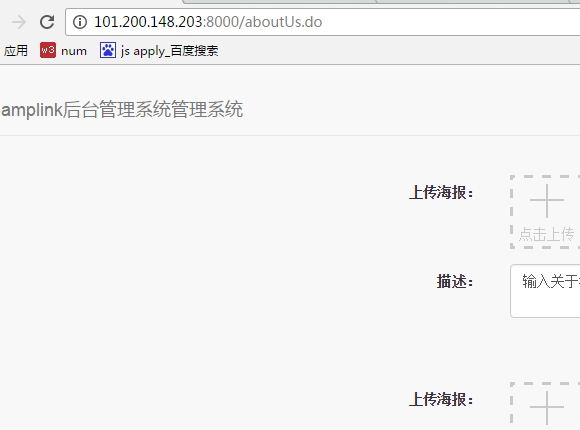 101.200.148.203:8000/aboutUs.do
应用 w3 num js apply_百度搜索
amplink后台管理系统管理系统
上传海报：
点击上传
描述： 输入关于
上传海报：